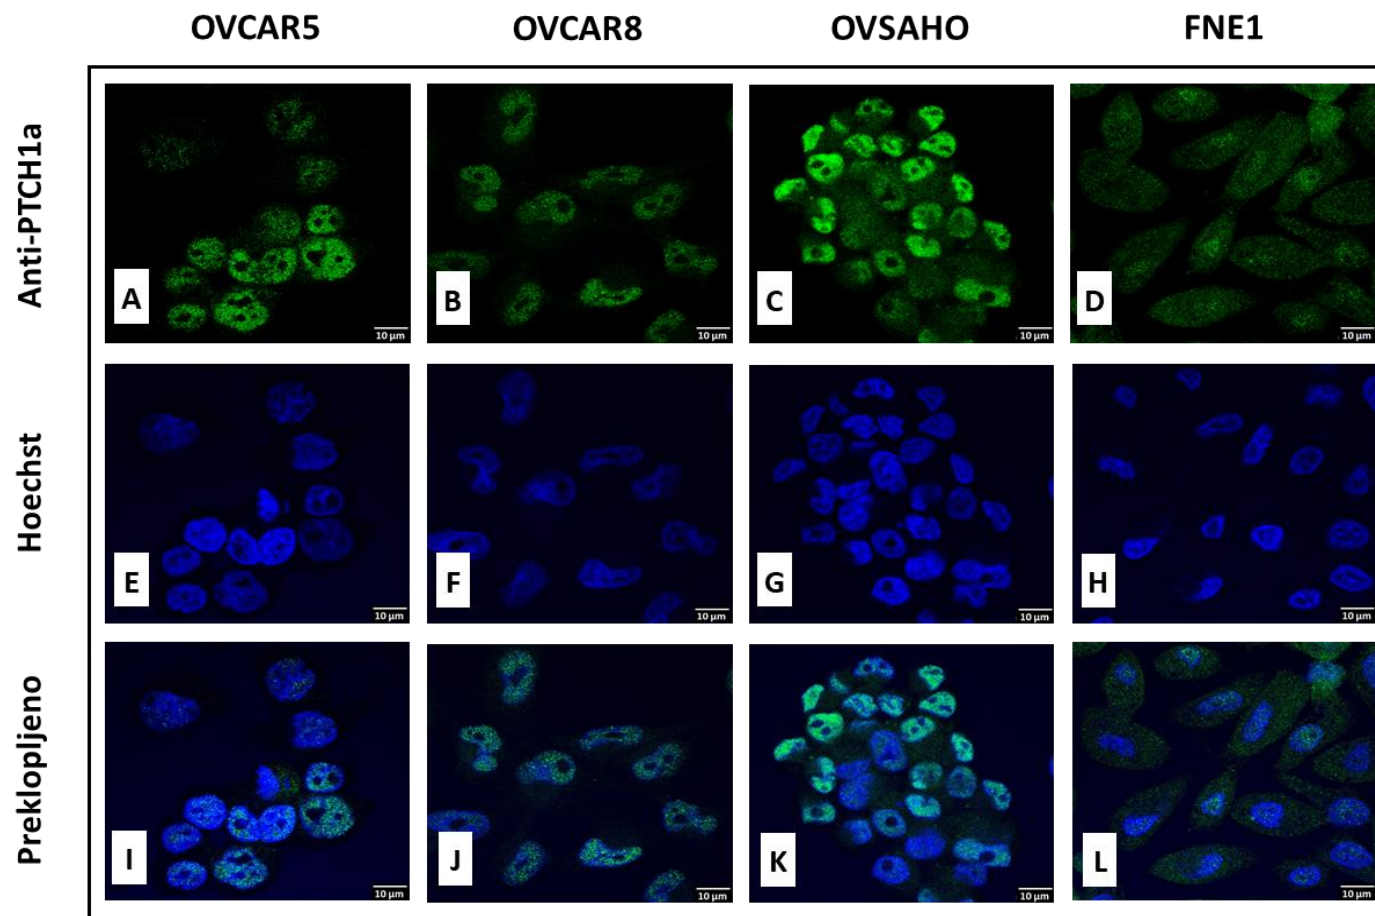 OVCAR5 OVCAR8 OVSAHO FNE1
Anti-PTCH1a
A 10 µm B 10 µm C 10 µm D 10 µm
Hoechst
E 10 µm F 10 µm G 10 µm H 10 µm
Preklopljeno
I 10 µm J 10 µm K 10 µm L 10 µm